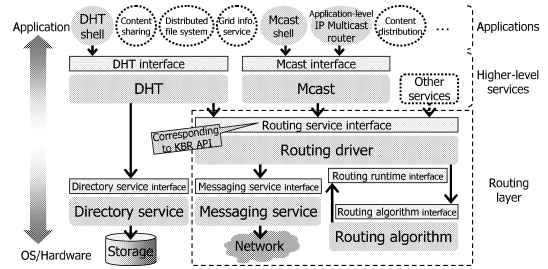 Application
DHT
shell
Content
sharing
Distributed
file system
Grid info
service
Mcast
shell
Application-level
IP Multicast
router
Content
distribution
...
Applications
DHT interface
Mcast interface
DHT
Mcast
Other
services
Higher-level
services
Corresponding
to KBR API
Routing service interface
Routing driver
Routing runtime interface
Directory service interface
Messaging service interface
Routing algorithm interface
Directory service
Messaging service
Routing algorithm
Routing
layer
OS/Hardware
Storage
Network